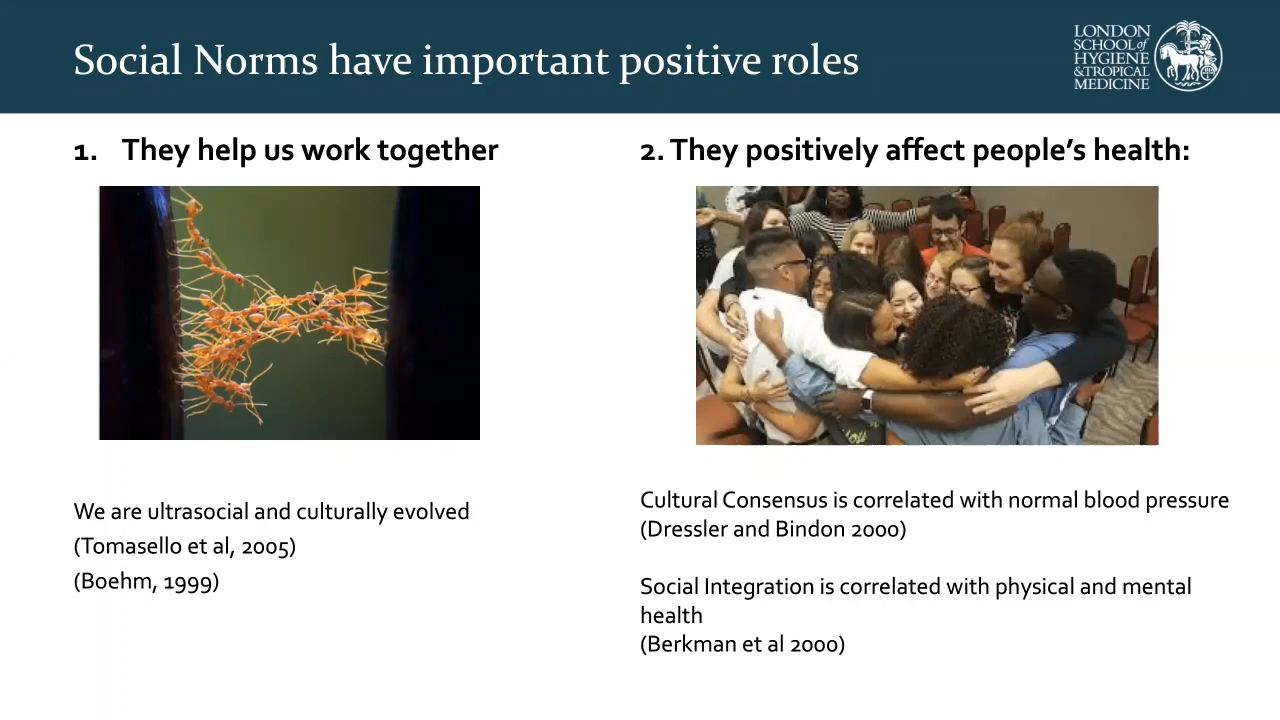 Social Norms have important positive roles
LONDON
SCHOOL of
HYGIENE
& TROPICAL
MEDICINE
1. They help us work together
We are ultrasocial and culturally evolved
(Tomasello et al, 2005)
(Boehm, 1999)
2. They positively affect people’s health:
Cultural Consensus is correlated with normal blood pressure
(Dressler and Bindon 2000)
Social Integration is correlated with physical and mental
health
(Berkman et al 2000)